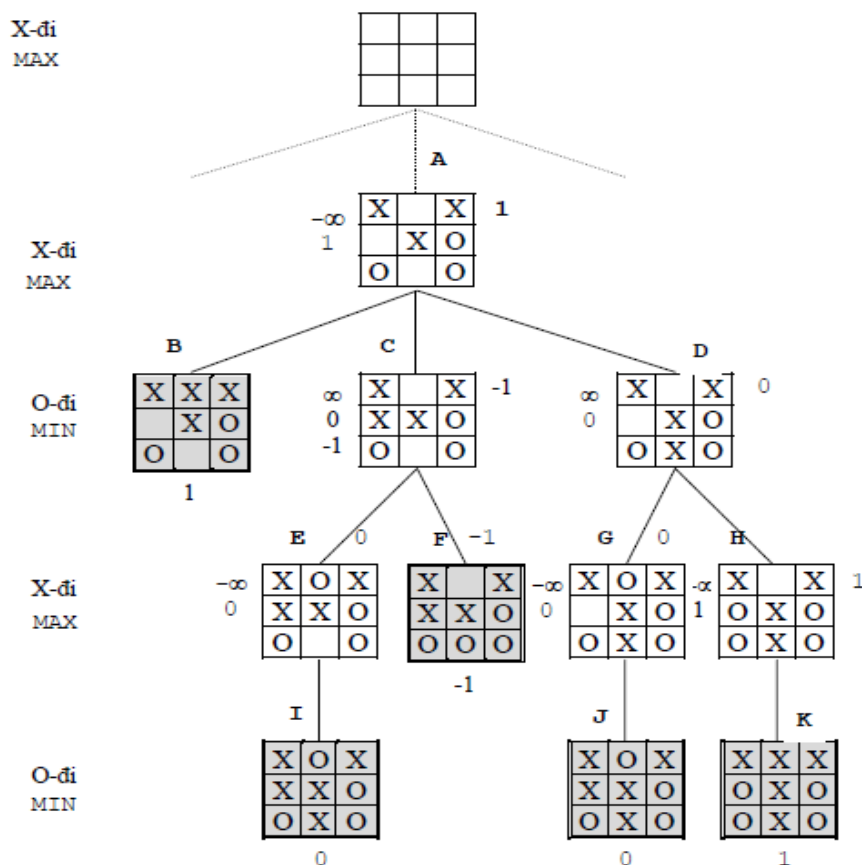 X-đi
MAX
A
X X 1
-∞
X-đi 1 X O
MAX O O
B C D
X X X X X -1 X X 0
O-đi ∞ ∞
MIN X O 0 X X O 0 X O
O O -1 O O O X O
1
E 0 F -1 G 0 H
X-đi -∞ X O X X X -∞ X O X -∝ X X 1
MAX 0 X X O X X O 0 X O 1 O X O
O O O O O O X O O X O
-1
I J K
O-đi X O X X O X X X X
MIN X X O X X O O X O
O X O O X O O X O
0 0 1